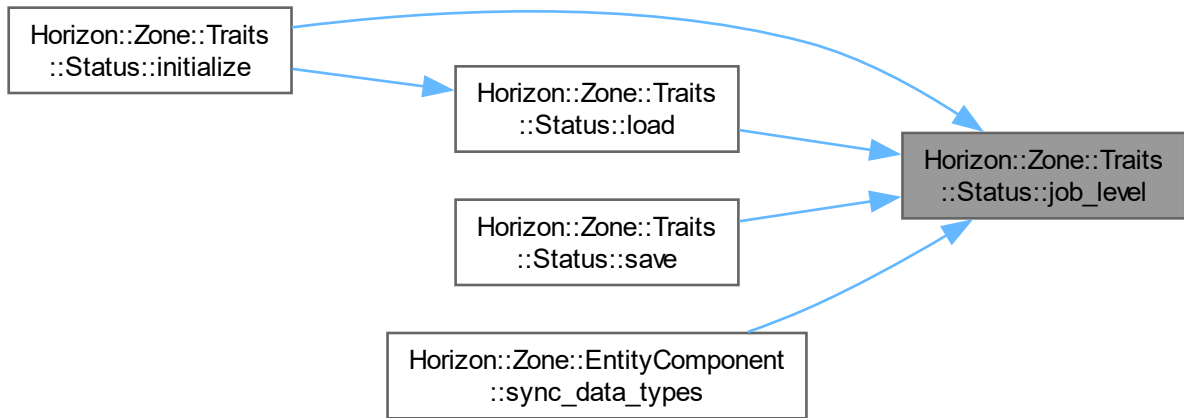 Horizon::Zone::Traits
::Status::initialize
Horizon::Zone::Traits
::Status::load
Horizon::Zone::Traits
::Status::job_level
Horizon::Zone::Traits
::Status::save
Horizon::Zone::EntityComponent
::sync_data_types